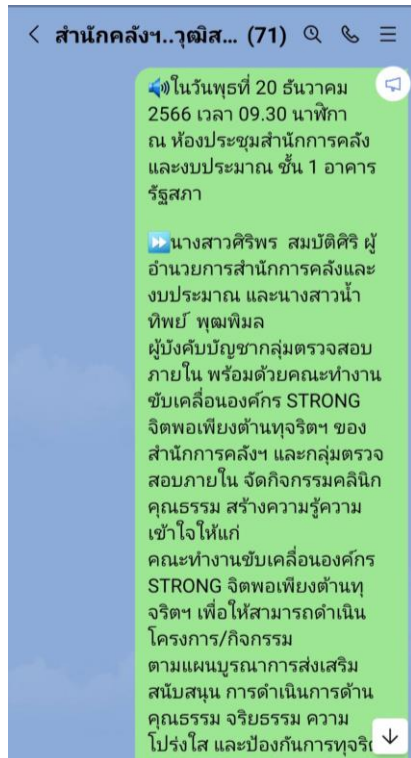 สำนักคลังฯ..วุฒิส... (71)
ในวันพุธที่ 20 ธันวาคม
2566 เวลา 09.30 นาฬิกา
ณ ห้องประชุมสำนักการคลัง
และงบประมาณ ชั้น 1 อาคาร
รัฐสภา
นางสาวศิริพร สมบัติศิริ ผู้
อำนวยการสำนักการคลังและ
งบประมาณ และนางสาวน้ำ
ทิพย์ พุฒพิมล
ผู้บังคับบัญชากลุ่มตรวจสอบ
ภายใน พร้อมด้วยคณะทำงาน
ขับเคลื่อนองค์กร STRONG
จิตพอเพียงต้านทุจริตฯ ของ
สำนักการคลังฯ และกลุ่มตรวจ
สอบภายใน จัดกิจกรรมคลินิก
คุณธรรม สร้างความรู้ความ
เข้าใจให้แก่
คณะทำงานขับเคลื่อนองค์กร
STRONG จิตพอเพียงต้านทุ
จริตฯ เพื่อให้สามารถดำเนิน
โครงการ/กิจกรรม
ตามแผนบูรณาการส่งเสริม
สนับสนุน การดำเนินการด้าน
คุณธรรม จริยธรรม ความ
โปร่งใส และป้องกันการทุจริต